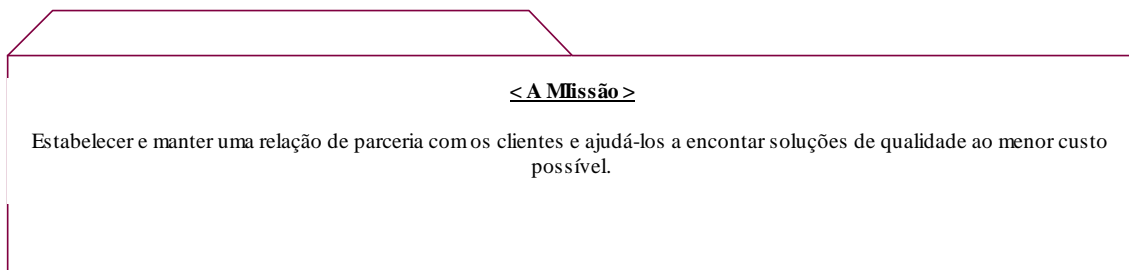 < A MIissão >
Estabelecer e manter uma relação de parceria com os clientes e ajudá-los a encontar soluções de qualidade ao menor custo
possível.